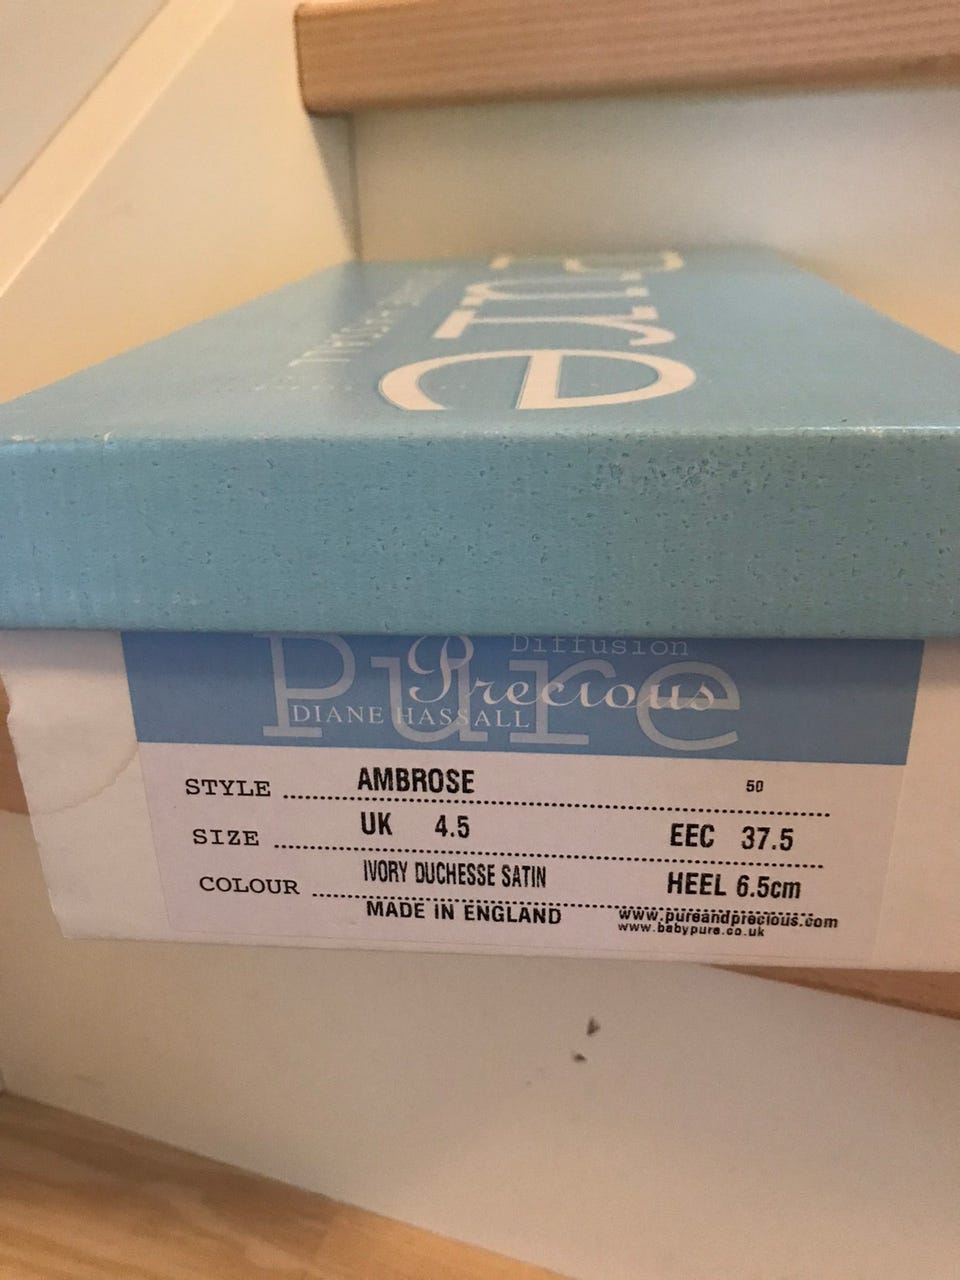 Pure
Diffusion
Pure
Precious
DIANE HASSALL
STYLE AMBROSE 50
SIZE UK 4.5 EEC 37.5
COLOUR IVORY DUCHESSE SATIN HEEL 6.5cm
MADE IN ENGLAND www.pureandprecious.com
www.babypure.co.uk